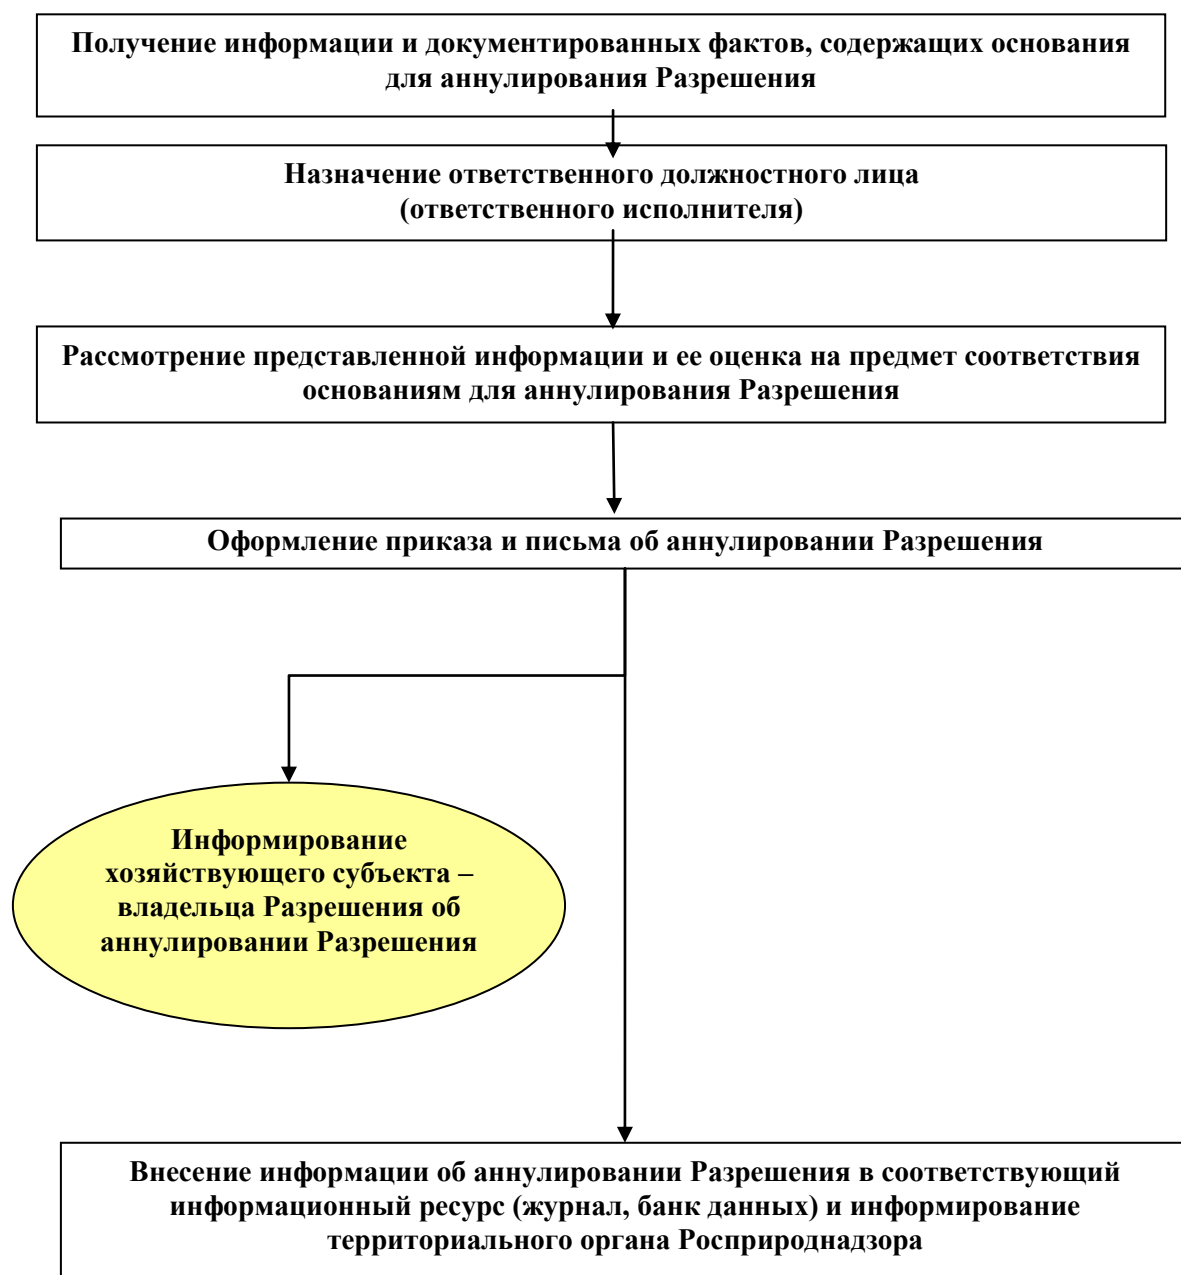 Получение информации и документированных фактов, содержащих основания
для аннулирования Разрешения
Назначение ответственного должностного лица
(ответственного исполнителя)
Рассмотрение представленной информации и ее оценка на предмет соответствия
основаниям для аннулирования Разрешения
Оформление приказа и письма об аннулировании Разрешения
Информирование
хозяйствующего субъекта –
владельца Разрешения об
аннулировании Разрешения
Внесение информации об аннулировании Разрешения в соответствующий
информационный ресурс (журнал, банк данных) и информирование
территориального органа Росприроднадзора